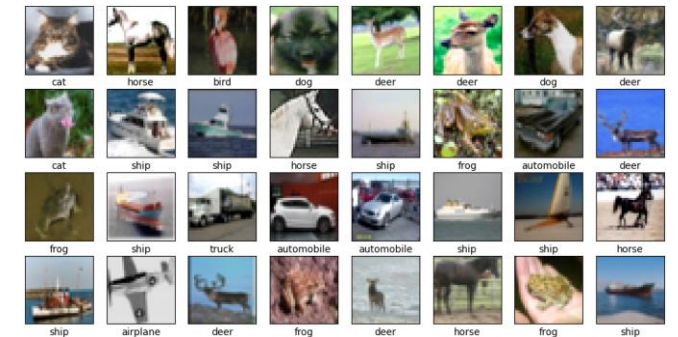 cat horse bird dog deer deer dog deer
cat ship ship horse ship frog automobile deer
frog ship truck automobile automobile ship ship horse
ship airplane deer frog deer horse frog ship